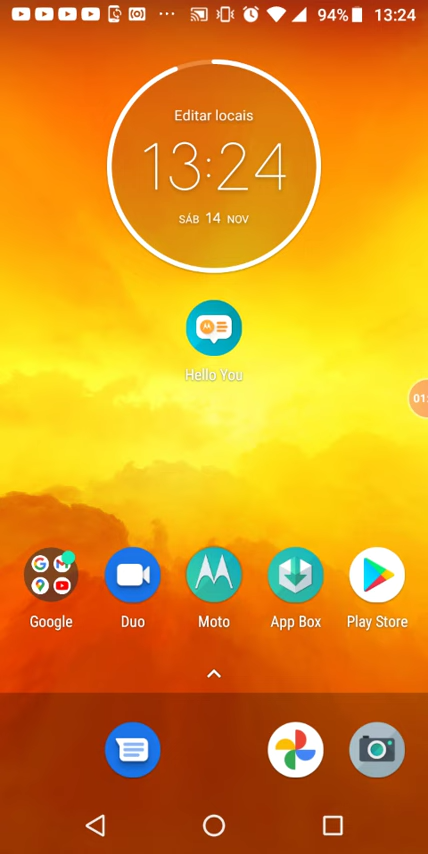 94% 13:24
Editar locais
13:24
SÁB 14 NOV
Hello You
01:
Google Duo Moto App Box Play Store